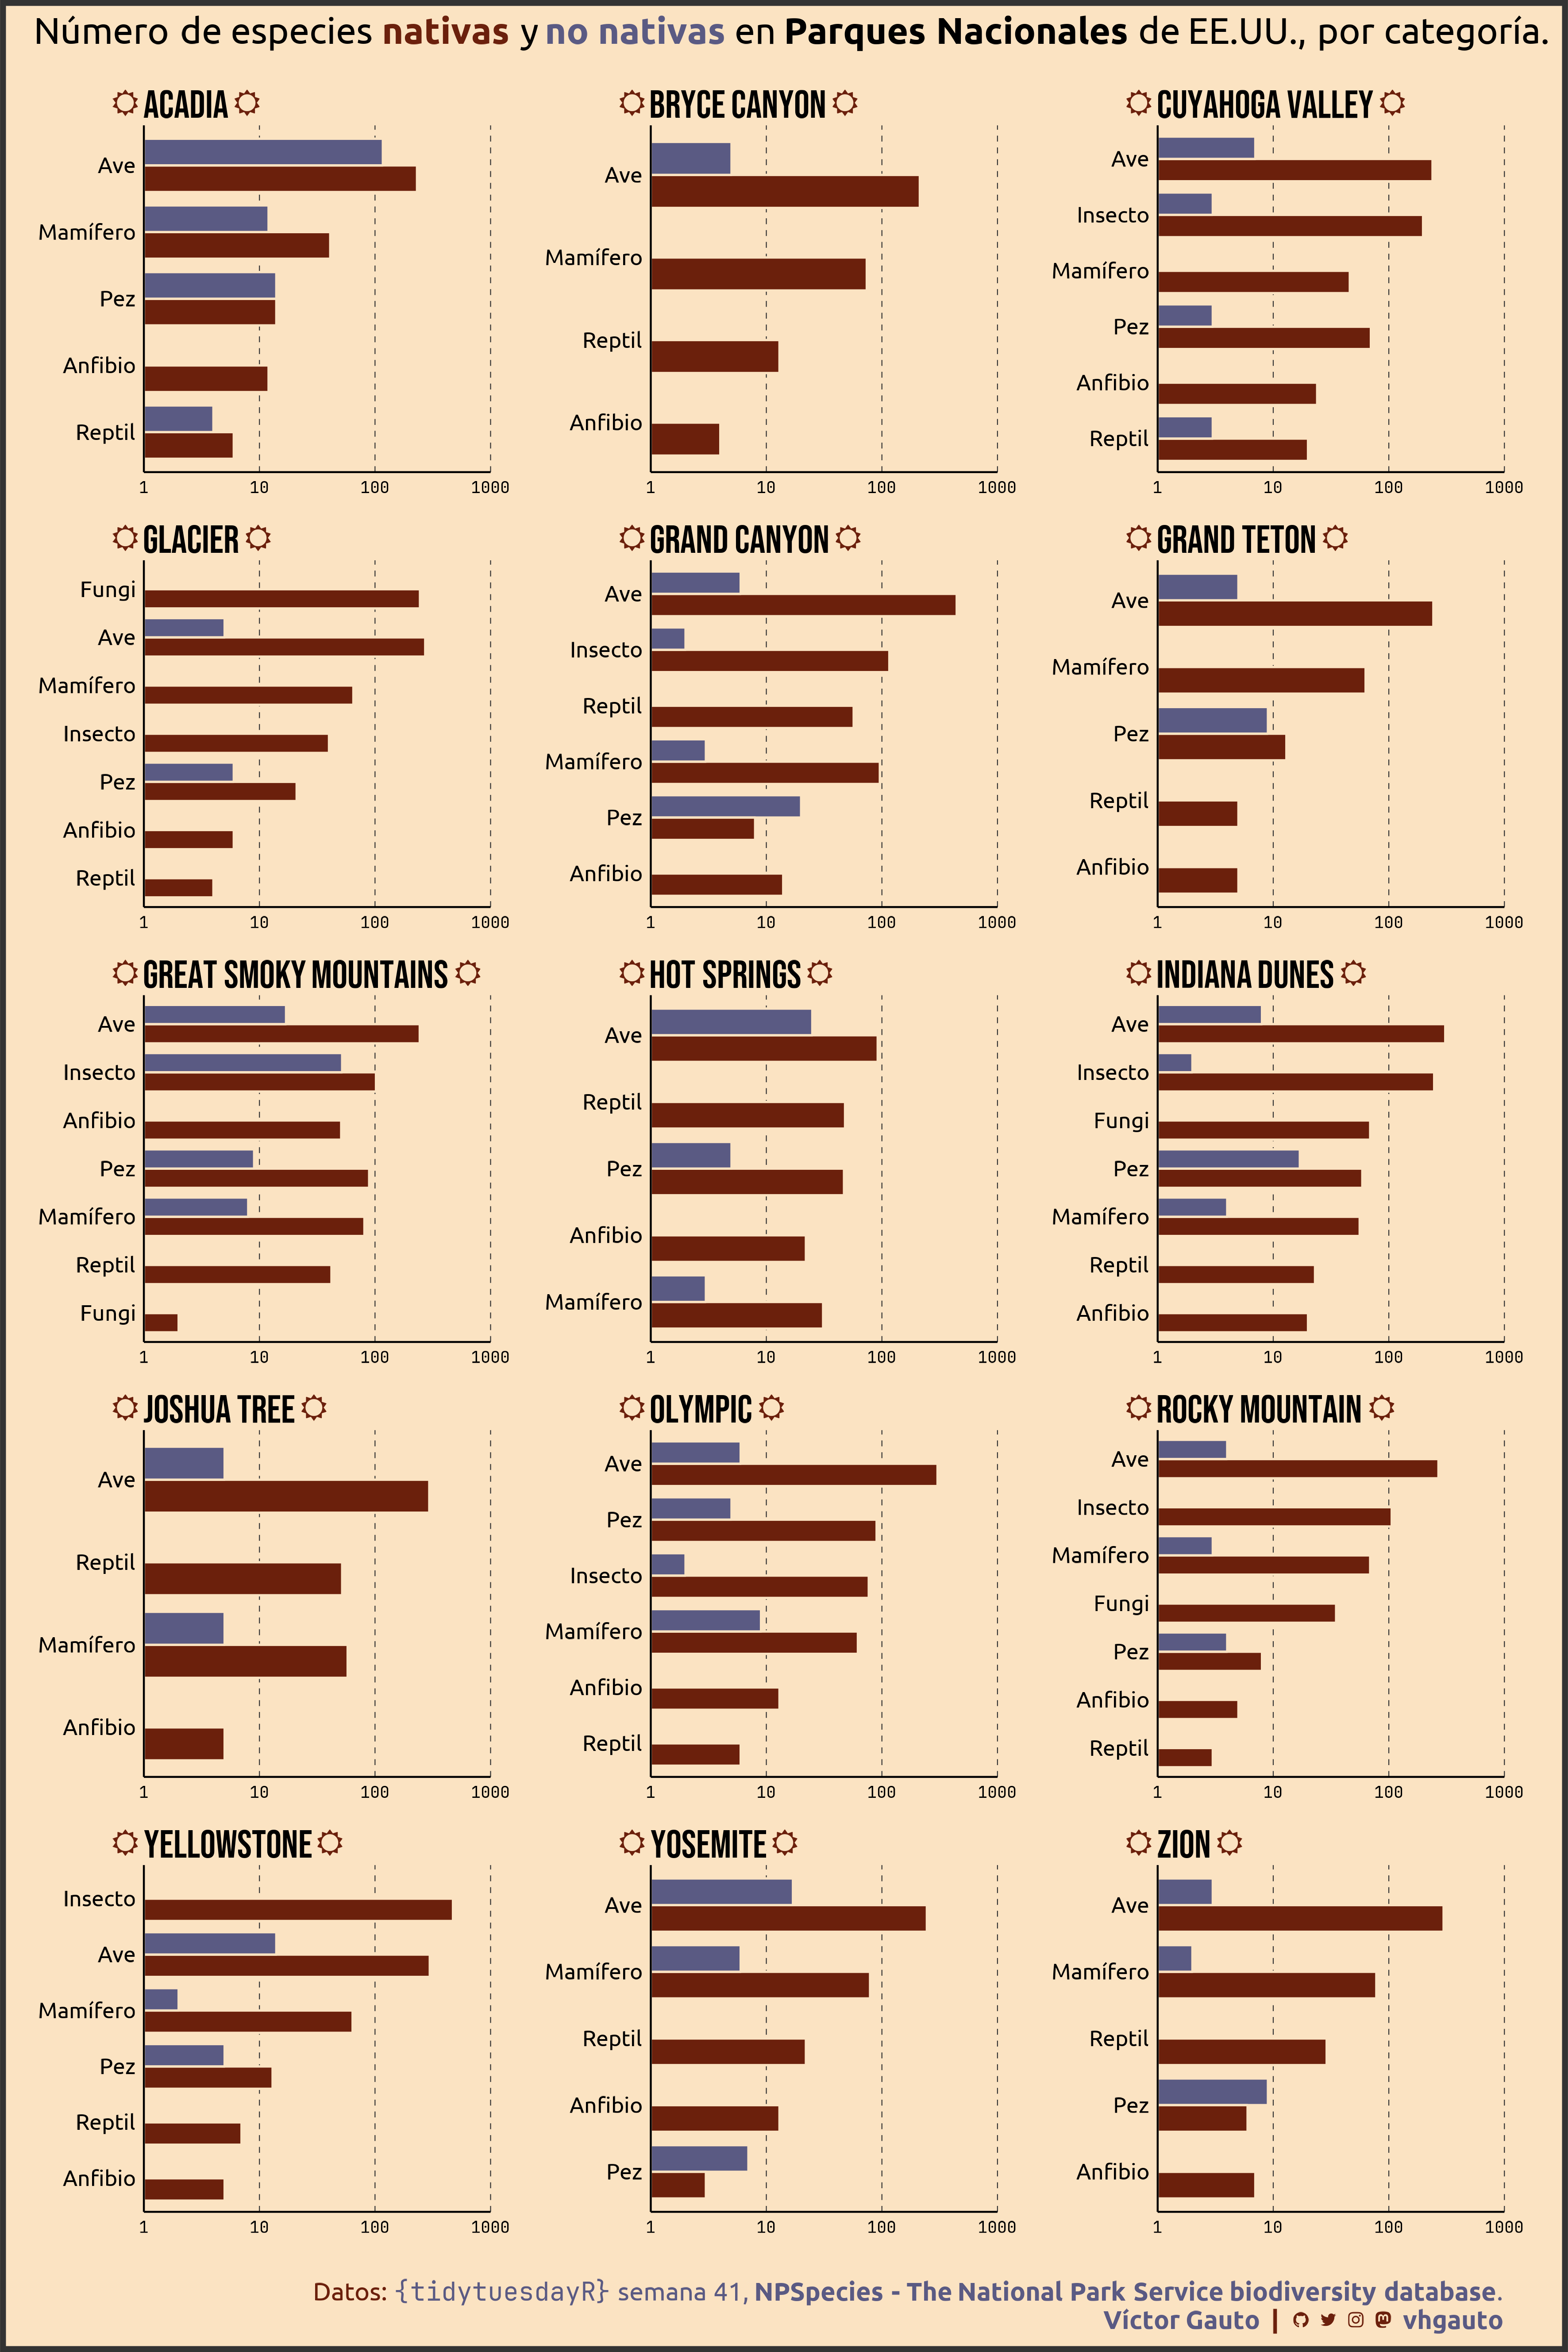 Número de especies nativas y no nativas en Parques Nacionales de EE.UU., por categoría.
ACADIA
Ave
Mamífero
Pez
Anfibio
Reptil
1 10 100 1000
BRYCE CANYON
Ave
Mamífero
Reptil
Anfibio
1 10 100 1000
CUYAHOGA VALLEY
Ave
Insecto
Mamífero
Pez
Anfibio
Reptil
1 10 100 1000
GLACIER
Fungi
Ave
Mamífero
Insecto
Pez
Anfibio
Reptil
1 10 100 1000
GRAND CANYON
Ave
Insecto
Reptil
Mamífero
Pez
Anfibio
1 10 100 1000
GRAND TETON
Ave
Mamífero
Pez
Reptil
Anfibio
1 10 100 1000
GREAT SMOKY MOUNTAINS
Ave
Insecto
Anfibio
Pez
Mamífero
Reptil
Fungi
1 10 100 1000
HOT SPRINGS
Ave
Reptil
Pez
Anfibio
Mamífero
1 10 100 1000
INDIANA DUNES
Ave
Insecto
Fungi
Pez
Mamífero
Reptil
Anfibio
1 10 100 1000
JOSHUA TREE
Ave
Reptil
Mamífero
Anfibio
1 10 100 1000
OLYMPIC
Ave
Pez
Insecto
Mamífero
Anfibio
Reptil
1 10 100 1000
ROCKY MOUNTAIN
Ave
Insecto
Mamífero
Fungi
Pez
Anfibio
Reptil
1 10 100 1000
YELLOWSTONE
Insecto
Ave
Mamífero
Pez
Reptil
Anfibio
1 10 100 1000
YOSEMITE
Ave
Mamífero
Reptil
Anfibio
Pez
1 10 100 1000
ZION
Ave
Mamífero
Reptil
Pez
Anfibio
1 10 100 1000
Datos: {tidytuesdayR} semana 41, NPSpecies - The National Park Service biodiversity database.
Víctor Gauto | vhgauto